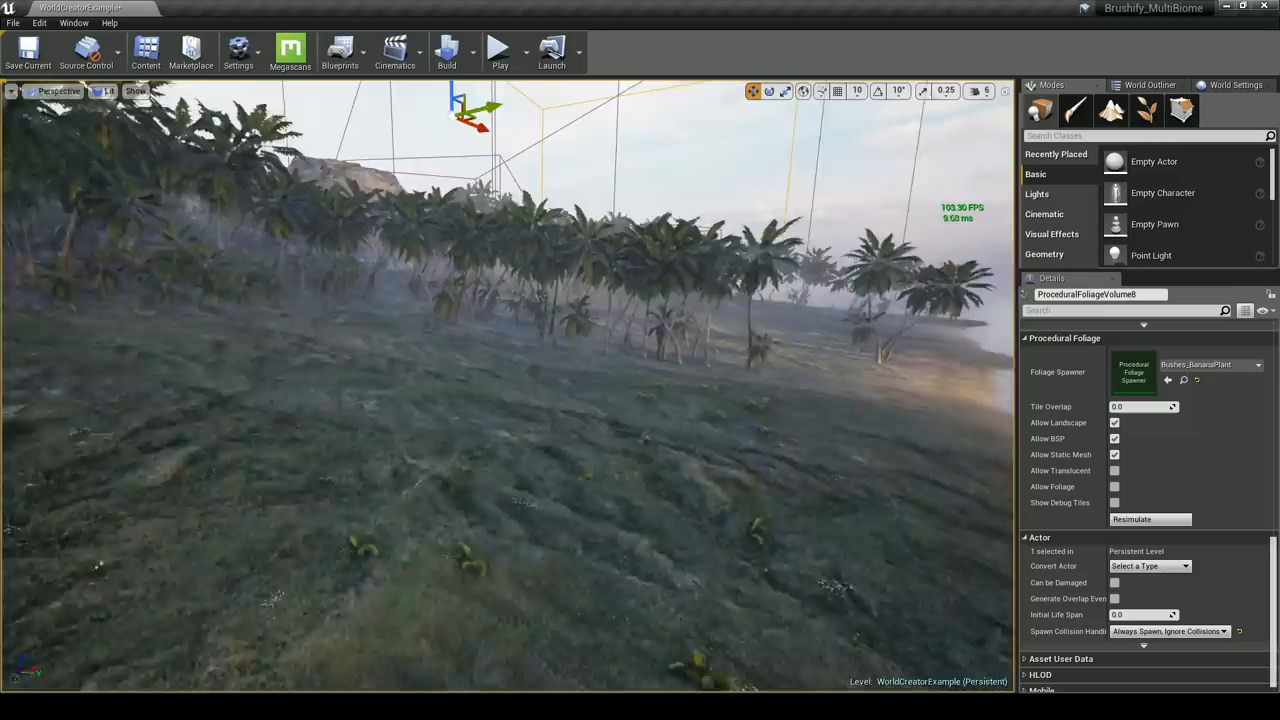 WorldCreatorExample*
Brushify_MultiBiome
File Edit Window Help
Save Current
Source Control
Content
Marketplace
Settings
Megascans
Blueprints
Cinematics
Build
Play
Launch
Perspective
Lit
Show
10
10°
0.25
6
103.30 FPS
9.68 ms
Level: WorldCreatorExample (Persistent)
Modes
World Outliner
World Settings
Search Classes
Recently Placed
Basic
Lights
Cinematic
Visual Effects
Geometry
Empty Actor
Empty Character
Empty Pawn
Point Light
Details
ProceduralFoliageVolume8
Search
Procedural Foliage
Foliage Spawner
Procedural
Foliage
Spawner
Bushes_BananaPlant
Tile Overlap 0.0
Allow Landscape
Allow BSP
Allow Static Mesh
Allow Translucent
Allow Foliage
Show Debug Tiles
Resimulate
Actor
1 selected in Persistent Level
Convert Actor Select a Type
Can be Damaged
Generate Overlap Even
Initial Life Span 0.0
Spawn Collision Handli Always Spawn, Ignore Collisions
Asset User Data
HLOD
Mobile